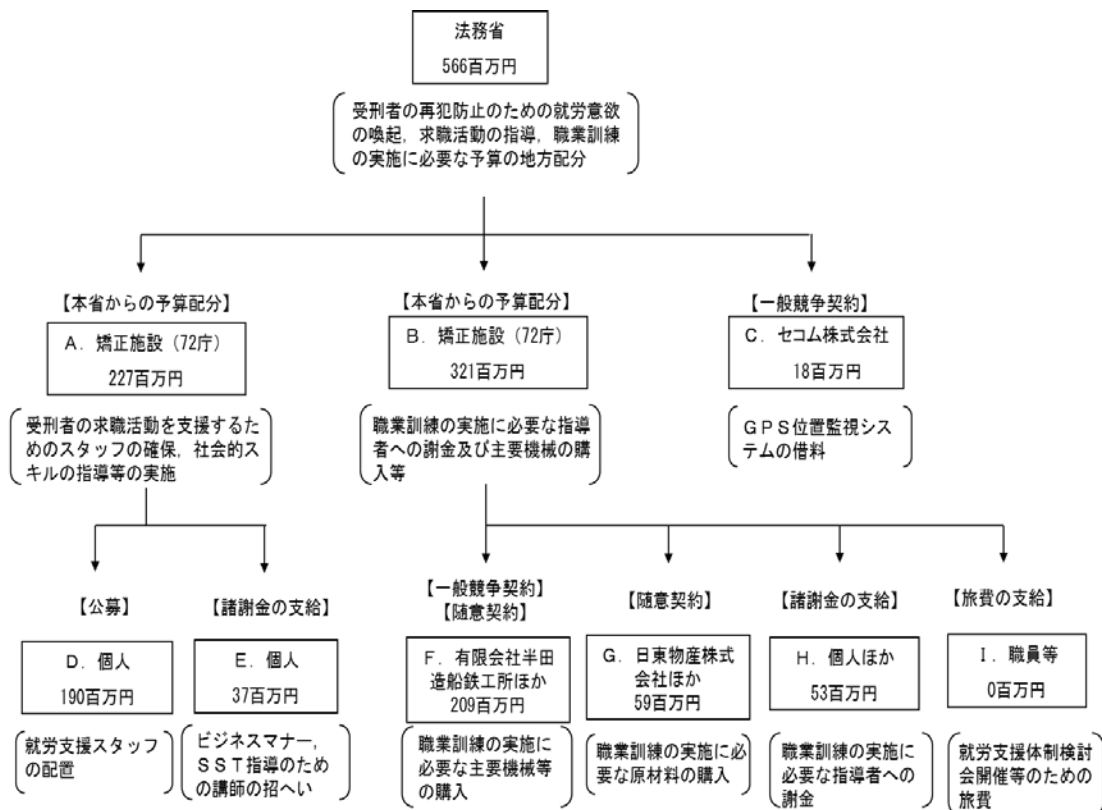 法務省
566百万円
受刑者の再犯防止のための就労意欲
の喚起，求職活動の指導，職業訓練
の実施に必要な予算の地方配分
【本省からの予算配分】
A．矯正施設（72庁）
227百万円
受刑者の求職活動を支援するた
めのスタッフの確保，社会的ス
キルの指導等の実施
【本省からの予算配分】
B．矯正施設（72庁）
321百万円
職業訓練の実施に必要な指導
者への謝金及び主要機械の購
入等
【一般競争契約】
C．セコム株式会社
18百万円
ＧＰＳ位置監視シス
テムの借料
【公募】
D．個人
190百万円
就労支援スタッフ
の配置
【諸謝金の支給】
E．個人
37百万円
ビジネスマナー，
ＳＳＴ指導のため
の講師の招へい
【一般競争契約】
【随意契約】
F．有限会社半田
造船鉄工所ほか
209百万円
職業訓練の実施に
必要な主要機械等
の購入
【随意契約】
G．日東物産株式
会社ほか
59百万円
職業訓練の実施に必
要な原材料の購入
【諸謝金の支給】
H．個人ほか
53百万円
職業訓練の実施に
必要な指導者への
謝金
【旅費の支給】
I．職員等
0百万円
就労支援体制検討
会開催等のための
旅費